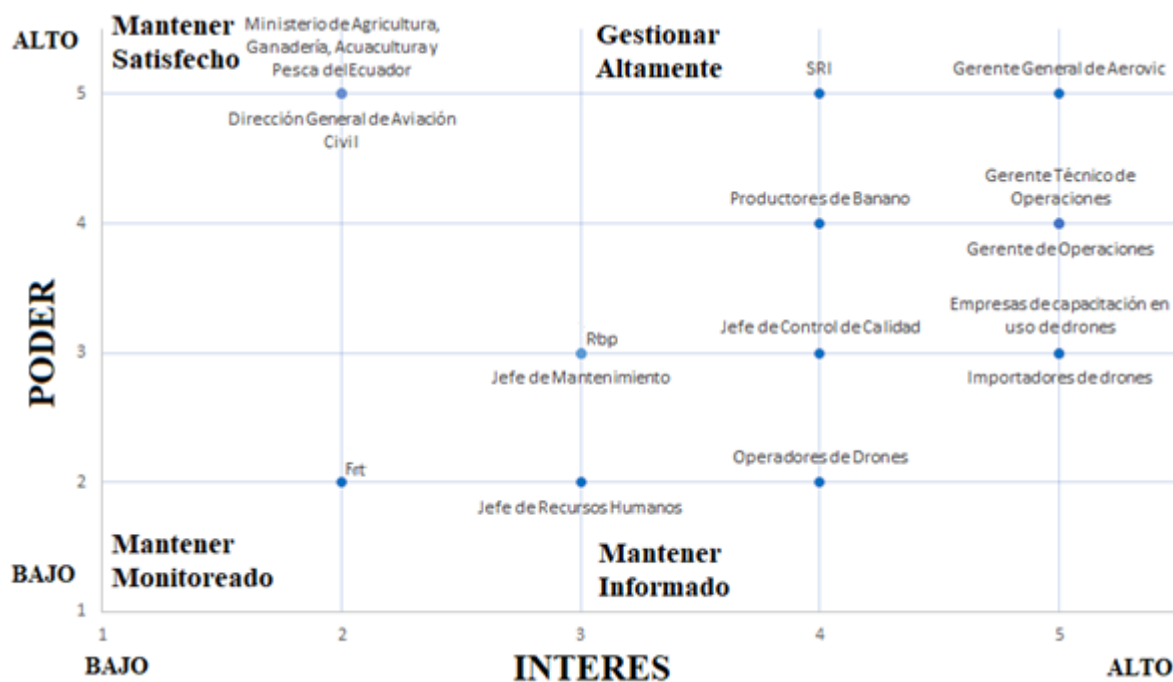 Mantener
Satisfecho
Ministerio de Agricultura,
Ganadería, Acuacultura y
Pesca del Ecuador
Gestionar
Altamente
ALTO
SRI
Gerente General de Aerovic
5
Dirección General de Aviación
Civil
Gerente Técnico de
Operaciones
Productores de Banano
4
Gerente de Operaciones
PODER
Empresas de capacitación en
uso de drones
Jefe de Control de Calidad
Rbp
3
Jefe de Mantenimiento
Importadores de drones
Operadores de Drones
Frt
2
Jefe de Recursos Humanos
Mantener
Monitoreado
Mantener
Informado
BAJO
1
1 2 3 4 5
BAJO INTERES ALTO